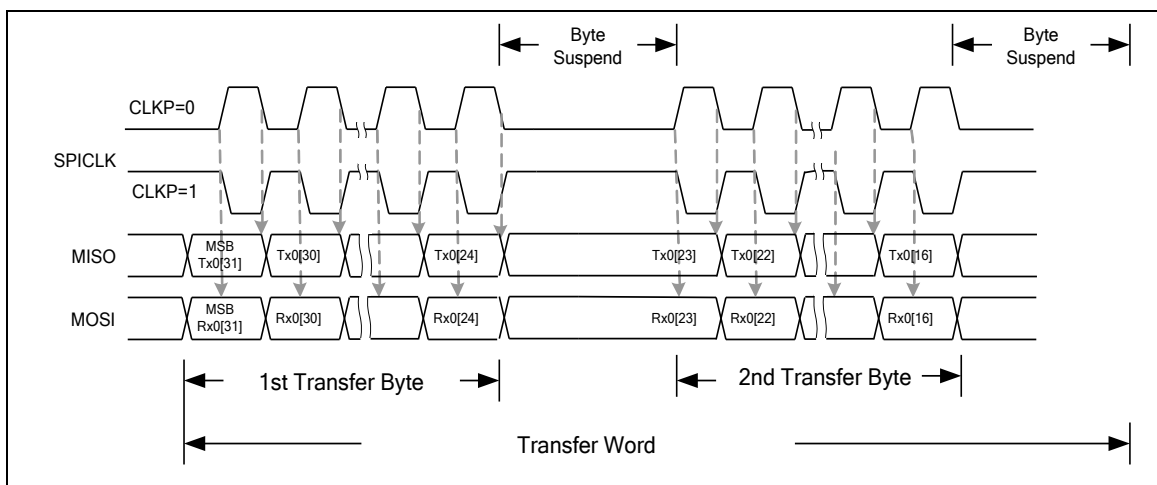 Byte
Suspend
Byte
Suspend
CLKP=0
SPICLK
CLKP=1
MISO
MSB
Tx0[31]
Tx0[30]
Tx0[24]
Tx0[23]
Tx0[22]
Tx0[16]
MOSI
MSB
Rx0[31]
Rx0[30]
Rx0[24]
Rx0[23]
Rx0[22]
Rx0[16]
1st Transfer Byte
2nd Transfer Byte
Transfer Word